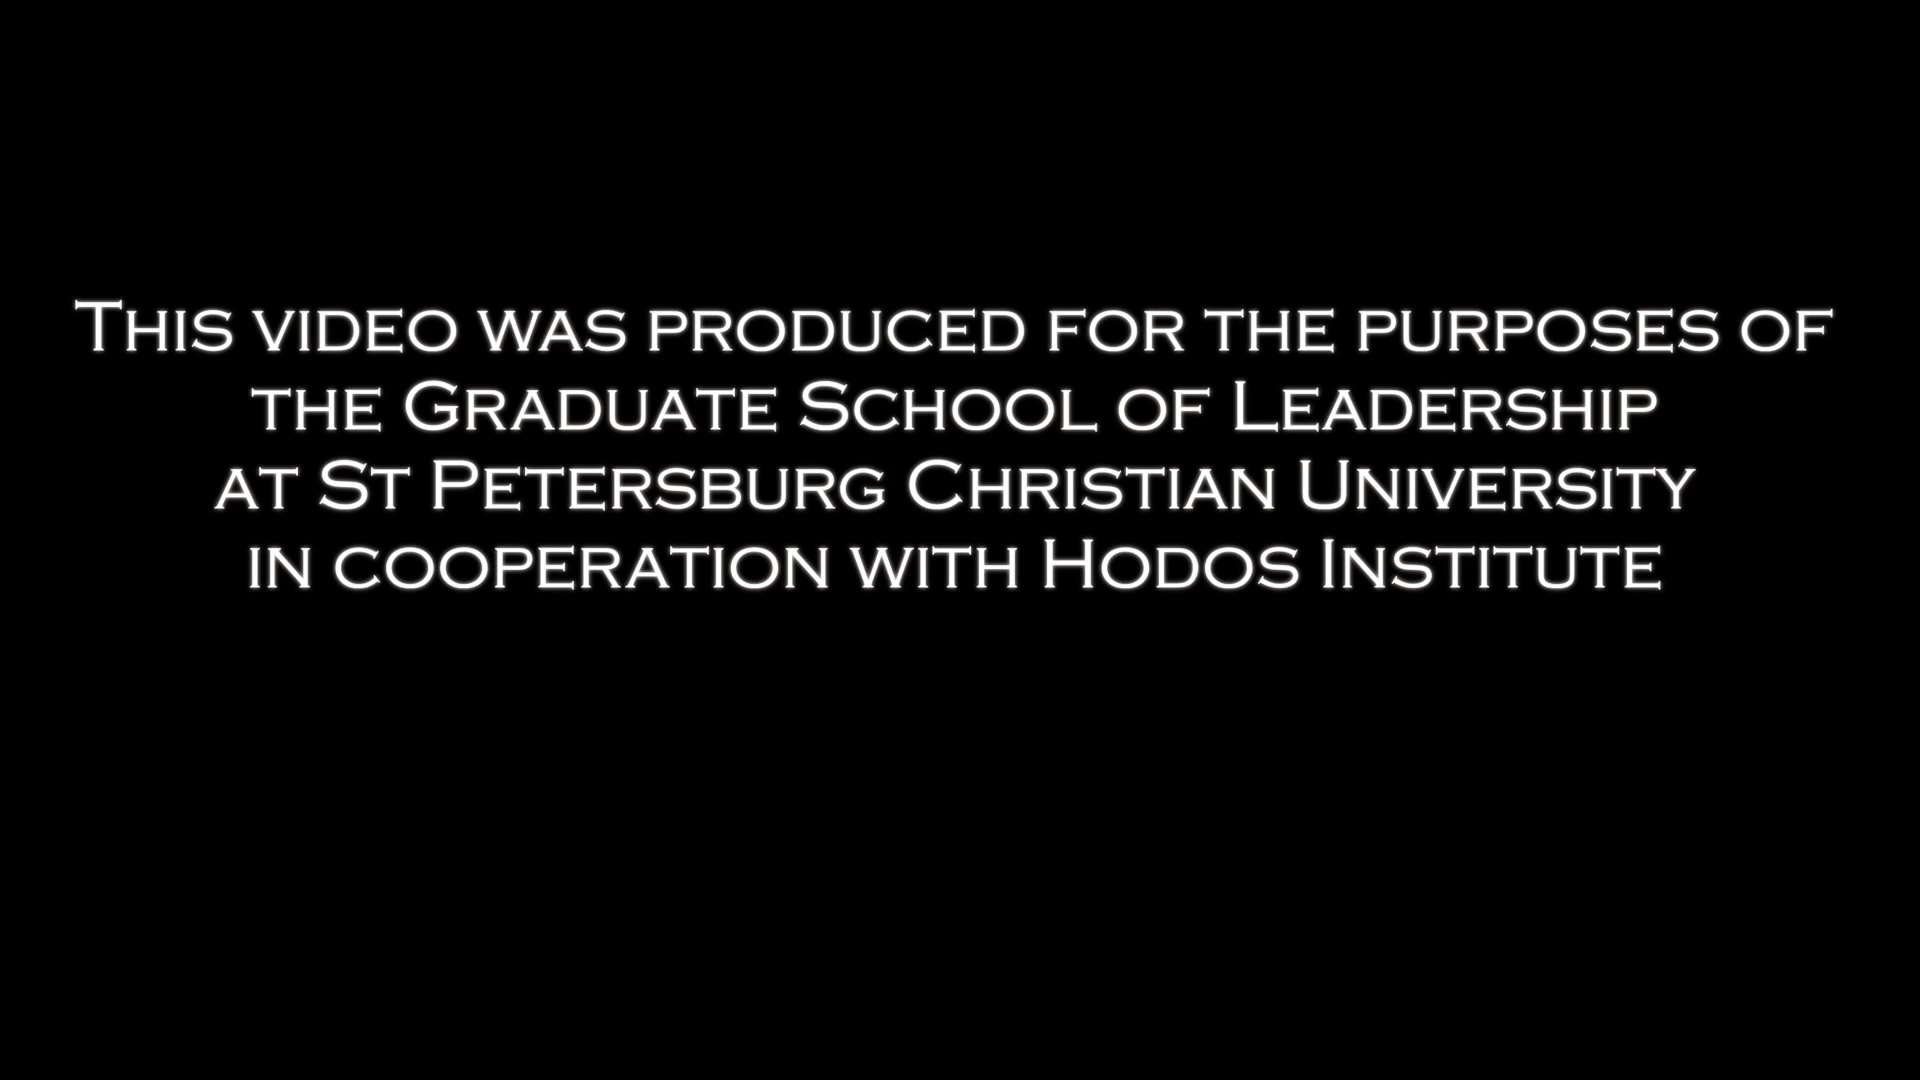 This video was produced for the purposes of
the Graduate School of Leadership
at St Petersburg Christian University
in cooperation with Hodos Institute